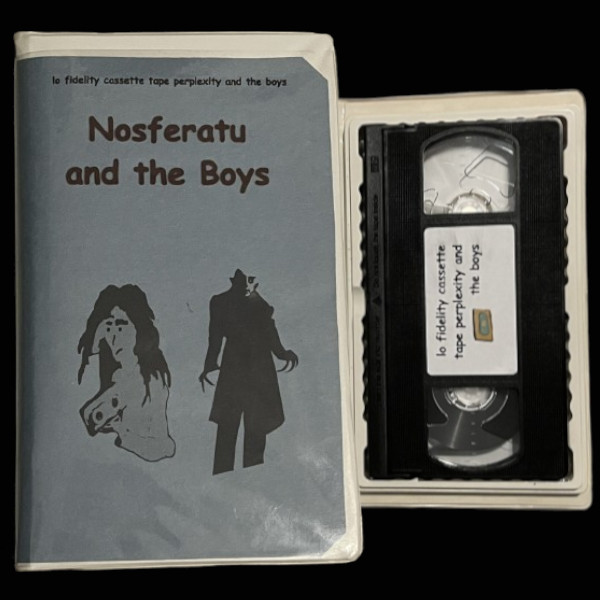 lo fidelity cassette tape perplexity and the boys
Nosferatu
and the Boys
lo fidelity cassette
tape perplexity and
the boys